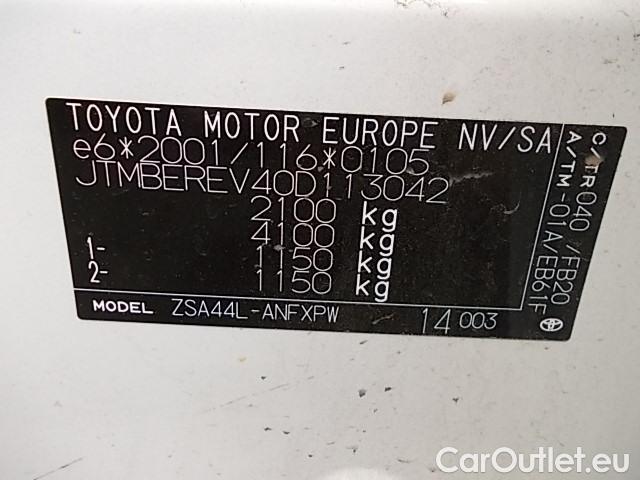 TOYOTA MOTOR EUROPE NV/SA
e6*2001/116*0105
JTMBEREV40D113042
2100 kg
4100 kg
1- 1150 kg
2- 1150 kg
MODEL ZSA44L-ANFXPW
14 003
C/TR 040 /FB20
A/TM -01A/EB61F
CarOutlet.eu